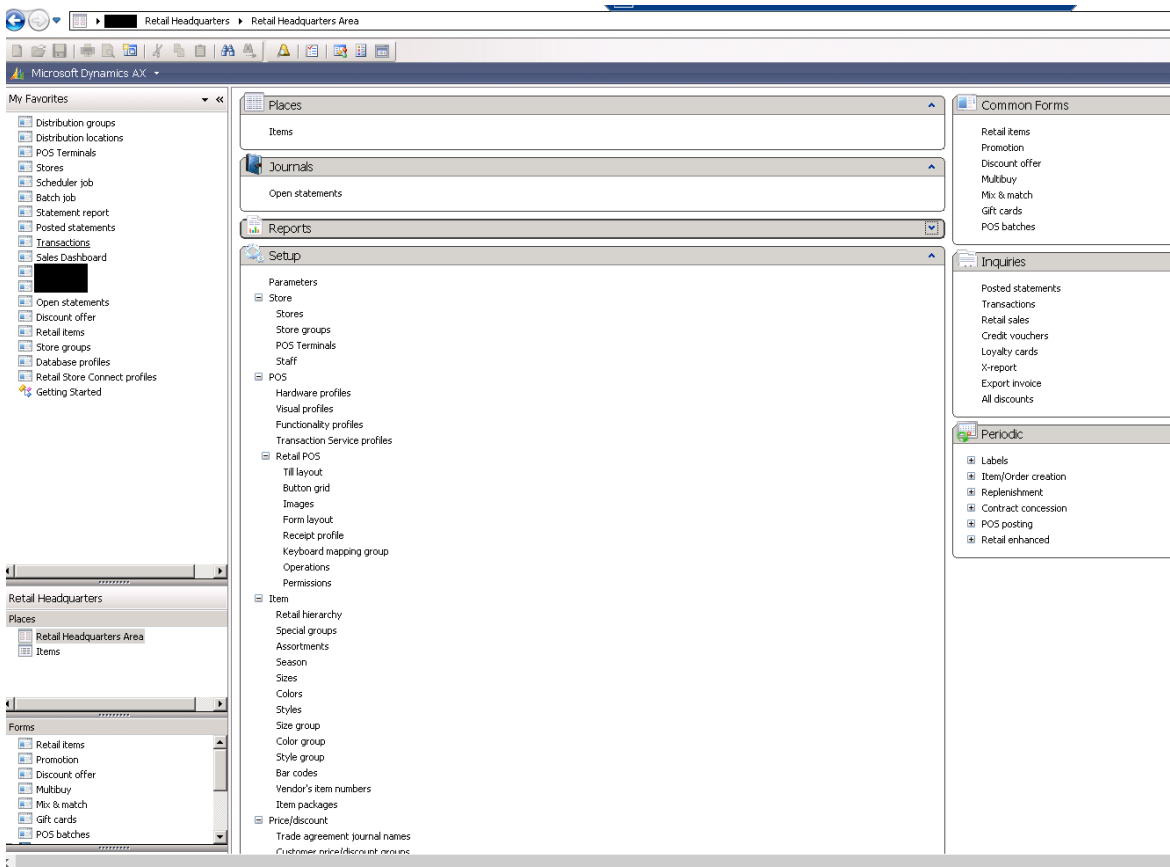 Retail Headquarters
Retail Headquarters Area
Microsoft Dynamics AX
My Favorites
Distribution groups
Distribution locations
POS Terminals
Stores
Scheduler job
Batch job
Statement report
Posted statements
Transactions
Sales Dashboard
Open statements
Discount offer
Retail items
Store groups
Database profiles
Retail Store Connect profiles
Getting Started
Retail Headquarters
Places
Retail Headquarters Area
Items
Forms
Retail items
Promotion
Discount offer
Multibuy
Mix & match
Gift cards
POS batches
Places
Items
Journals
Open statements
Reports
Setup
Parameters
Store
Stores
Store groups
POS Terminals
Staff
POS
Hardware profiles
Visual profiles
Functionality profiles
Transaction Service profiles
Retail POS
Till layout
Button grid
Images
Form layout
Receipt profile
Keyboard mapping group
Operations
Permissions
Item
Retail hierarchy
Special groups
Assortments
Season
Sizes
Colors
Styles
Size group
Color group
Style group
Bar codes
Vendor's item numbers
Item packages
Price/discount
Trade agreement journal names
Customer price/discount groups
Common Forms
Retail items
Promotion
Discount offer
Multibuy
Mix & match
Gift cards
POS batches
Inquiries
Posted statements
Transactions
Retail sales
Credit vouchers
Loyalty cards
X-report
Export invoice
All discounts
Periodic
Labels
Item/Order creation
Replenishment
Contract concession
POS posting
Retail enhanced